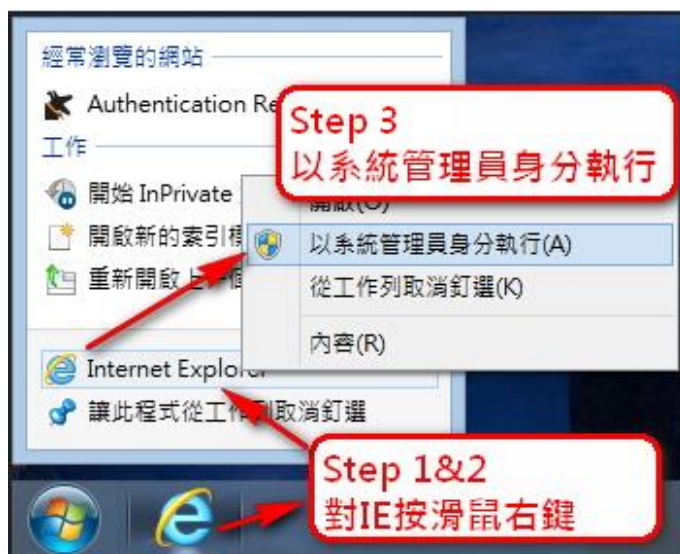 經常瀏覽的網站
Authentication Re
Step 3
以系統管理員身分執行
工作
開始 InPrivate
開啟(O)
開啟新的索引
以系統管理員身分執行(A)
重新開啟上
從工作列取消釘選(K)
內容(R)
Internet Explorer
讓此程式從工作列取消釘選
Step 1&2
對IE按滑鼠右鍵